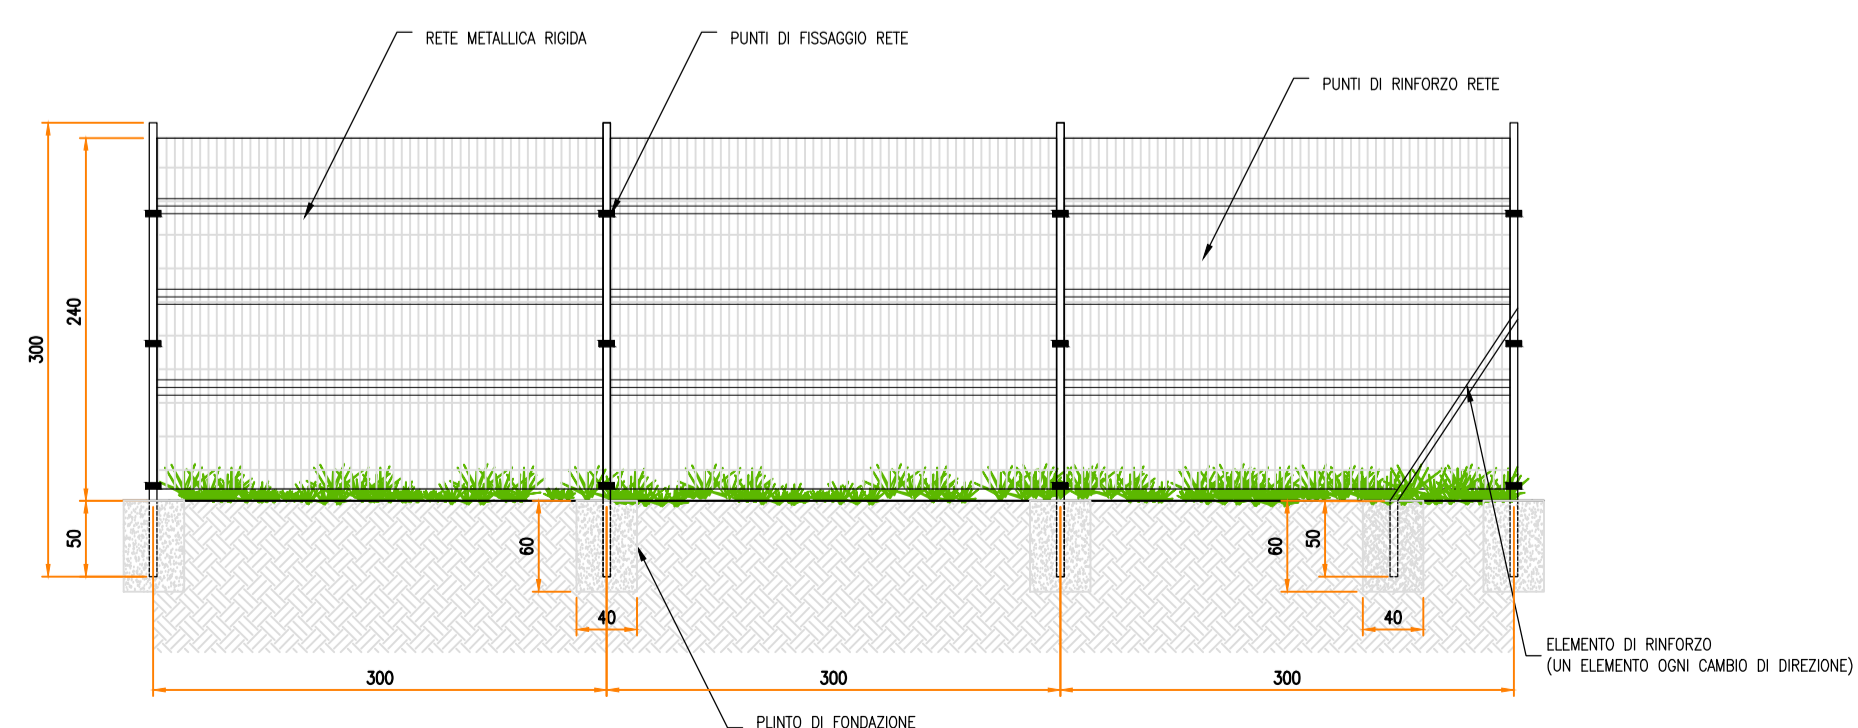 RETE METALLICA RIGIDA
PUNTI DI FISSAGGIO RETE
PUNTI DI RINFORZO RETE
300
240
50
60
40
60
50
40
ELEMENTO DI RINFORZO
(UN ELEMENTO OGNI CAMBIO DI DIREZIONE)
300
300
300
PLINTO DI FONDAZIONE